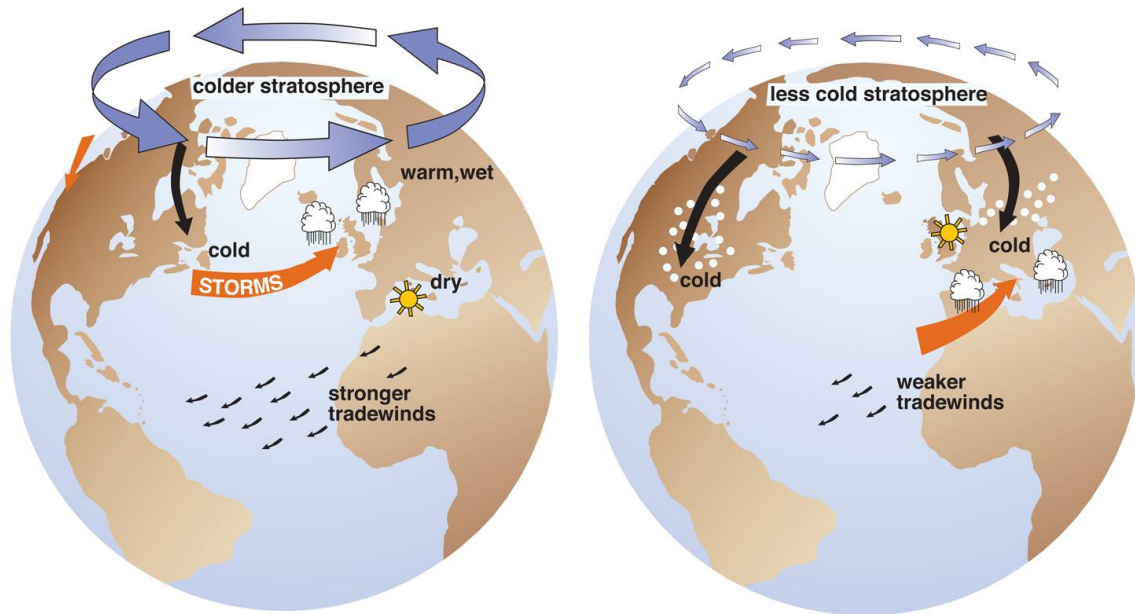 colder stratosphere
warm,wet
cold
STORMS
dry
stronger
tradewinds
less cold stratosphere
cold
cold
weaker
tradewinds